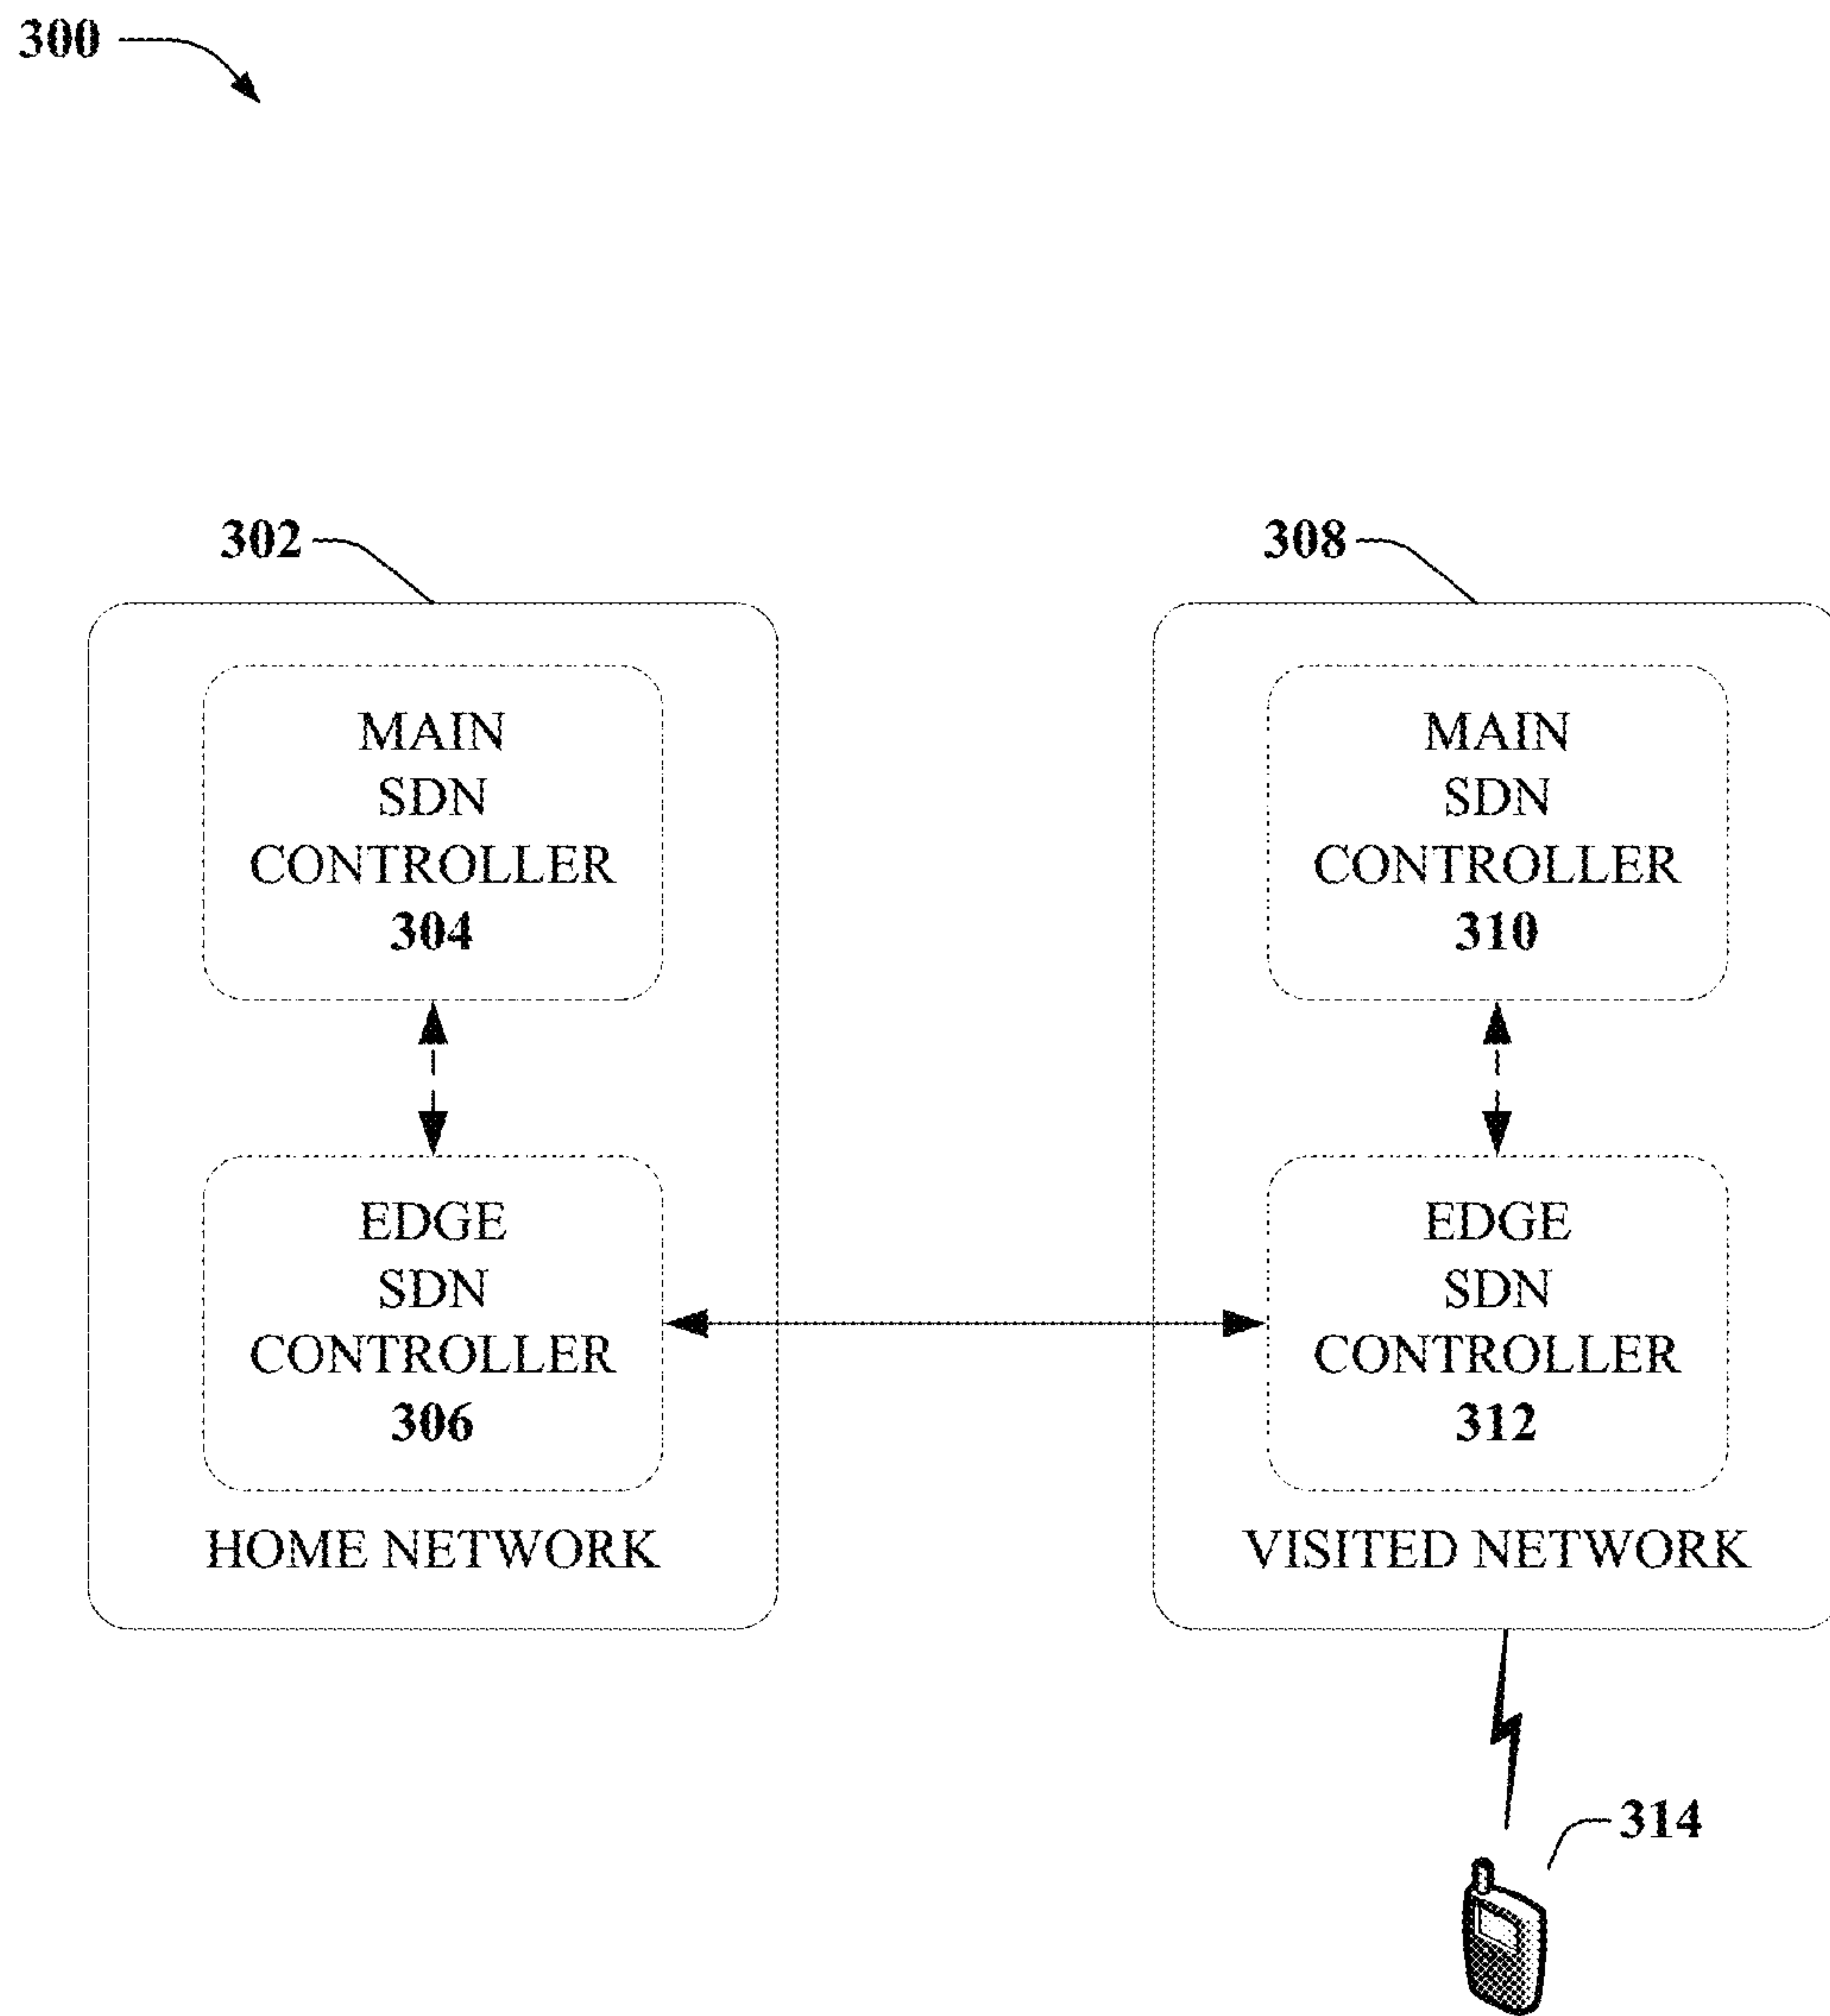 300
302
MAIN
SDN
CONTROLLER
304
EDGE
SDN
CONTROLLER
306
HOME NETWORK
308
MAIN
SDN
CONTROLLER
310
EDGE
SDN
CONTROLLER
312
VISITED NETWORK
314